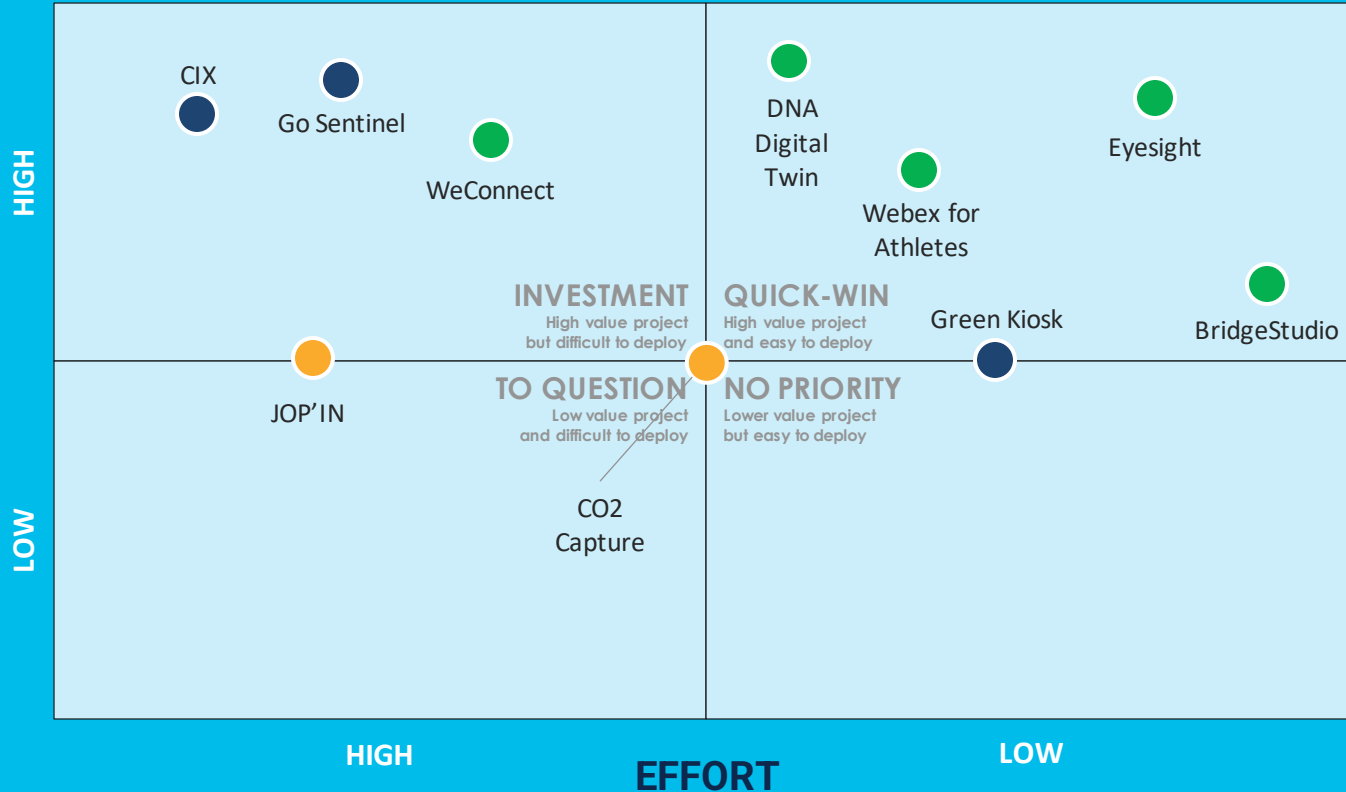 CIX
Go Sentinel
WeConnect
DNA
Digital
Twin
Webex for
Athletes
Eyesight
BridgeStudio
Green Kiosk
HIGH
INVESTMENT
High value project
but difficult to deploy
QUICK-WIN
High value project
and easy to deploy
TO QUESTION
Low value project
and difficult to deploy
NO PRIORITY
Lower value project
but easy to deploy
JOP'IN
CO2
Capture
LOW
HIGH
EFFORT
LOW